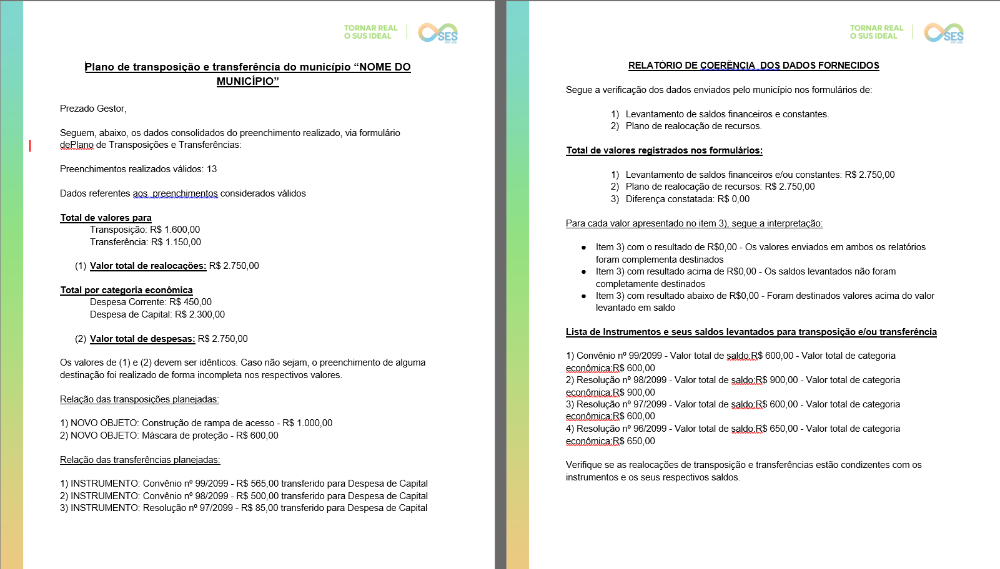 TORNAR REAL
O SUS IDEAL
SES
Plano de transposição e transferência do município “NOME DO
MUNICÍPIO”
Prezado Gestor,
Seguem, abaixo, os dados consolidados do preenchimento realizado, via formulário
dePlano de Transposições e Transferências:
Preenchimentos realizados válidos: 13
Dados referentes aos  preenchimentos considerados válidos
Total de valores para
Transposição: R$ 1.600,00
Transferência: R$ 1.150,00
(1) Valor total de realocações: R$ 2.750,00
Total por categoria econômica
Despesa Corrente: R$ 450,00
Despesa de Capital: R$ 2.300,00
(2) Valor total de despesas: R$ 2.750,00
Os valores de (1) e (2) devem ser idênticos. Caso não sejam, o preenchimento de alguma
destinação foi realizado de forma incompleta nos respectivos valores.
Relação das transposições planejadas:
1) NOVO OBJETO: Construção de rampa de acesso - R$ 1.000,00
2) NOVO OBJETO: Máscara de proteção - R$ 600,00
Relação das transferências planejadas:
1) INSTRUMENTO: Convênio nº 99/2099 - R$ 565,00 transferido para Despesa de Capital
2) INSTRUMENTO: Convênio nº 98/2099 - R$ 500,00 transferido para Despesa de Capital
3) INSTRUMENTO: Resolução nº 97/2099 - R$ 85,00 transferido para Despesa de Capital
TORNAR REAL
O SUS IDEAL
SES
RELATÓRIO DE COERÊNCIA  DOS DADOS FORNECIDOS
Segue a verificação dos dados enviados pelo município nos formulários de:
1) Levantamento de saldos financeiros e constantes.
2) Plano de realocação de recursos.
Total de valores registrados nos formulários:
1) Levantamento de saldos financeiros e/ou constantes: R$ 2.750,00
2) Plano de realocação de recursos: R$ 2.750,00
3) Diferença constatada: R$ 0,00
Para cada valor apresentado no item 3), segue a interpretação:
● Item 3) com o resultado de R$0,00 - Os valores enviados em ambos os relatórios
foram complementa destinados
● Item 3) com resultado acima de R$0,00 - Os saldos levantados não foram
completamente destinados
● Item 3) com resultado abaixo de R$0,00 - Foram destinados valores acima do valor
levantado em saldo
Lista de Instrumentos e seus saldos levantados para transposição e/ou transferência
1) Convênio nº 99/2099 - Valor total de saldo:R$ 600,00 - Valor total de categoria
econômica:R$ 600,00
2) Resolução nº 98/2099 - Valor total de saldo:R$ 900,00 - Valor total de categoria
econômica:R$ 900,00
3) Resolução nº 97/2099 - Valor total de saldo:R$ 600,00 - Valor total de categoria
econômica:R$ 600,00
4) Resolução nº 96/2099 - Valor total de saldo:R$ 650,00 - Valor total de categoria
econômica:R$ 650,00
Verifique se as realocações de transposição e transferências estão condizentes com os
instrumentos e os seus respectivos saldos.